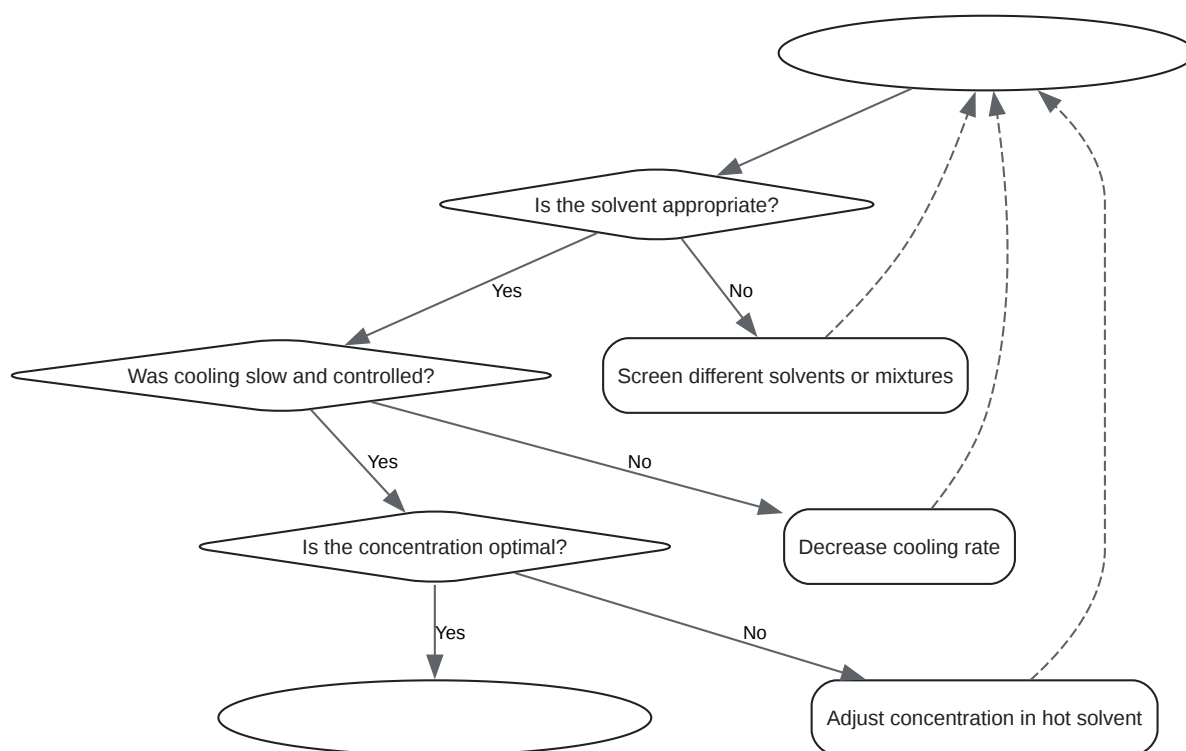 Is the solvent appropriate?
Yes
No
Was cooling slow and controlled?
Screen different solvents or mixtures
Yes
No
Is the concentration optimal?
Decrease cooling rate
Yes
No
Adjust concentration in hot solvent